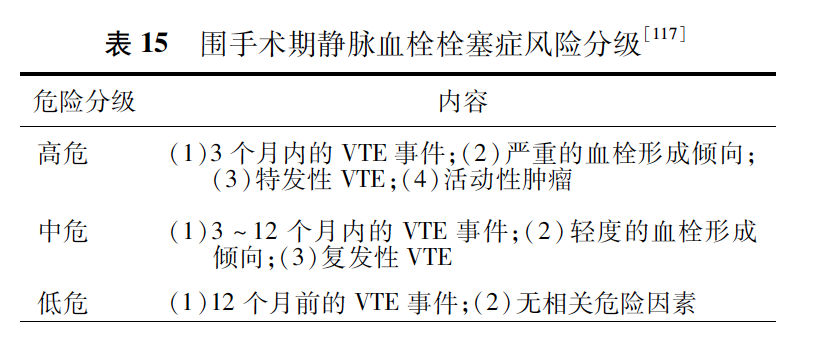 表 15 围手术期静脉血栓栓塞症风险分级[117]
危险分级 内容
高危 (1)3 个月内的 VTE 事件;(2)严重的血栓形成倾向;
(3)特发性 VTE;(4)活动性肿瘤
中危 (1)3 ~ 12 个月内的 VTE 事件;(2)轻度的血栓形成
倾向;(3)复发性 VTE
低危 (1)12 个月前的 VTE 事件;(2)无相关危险因素